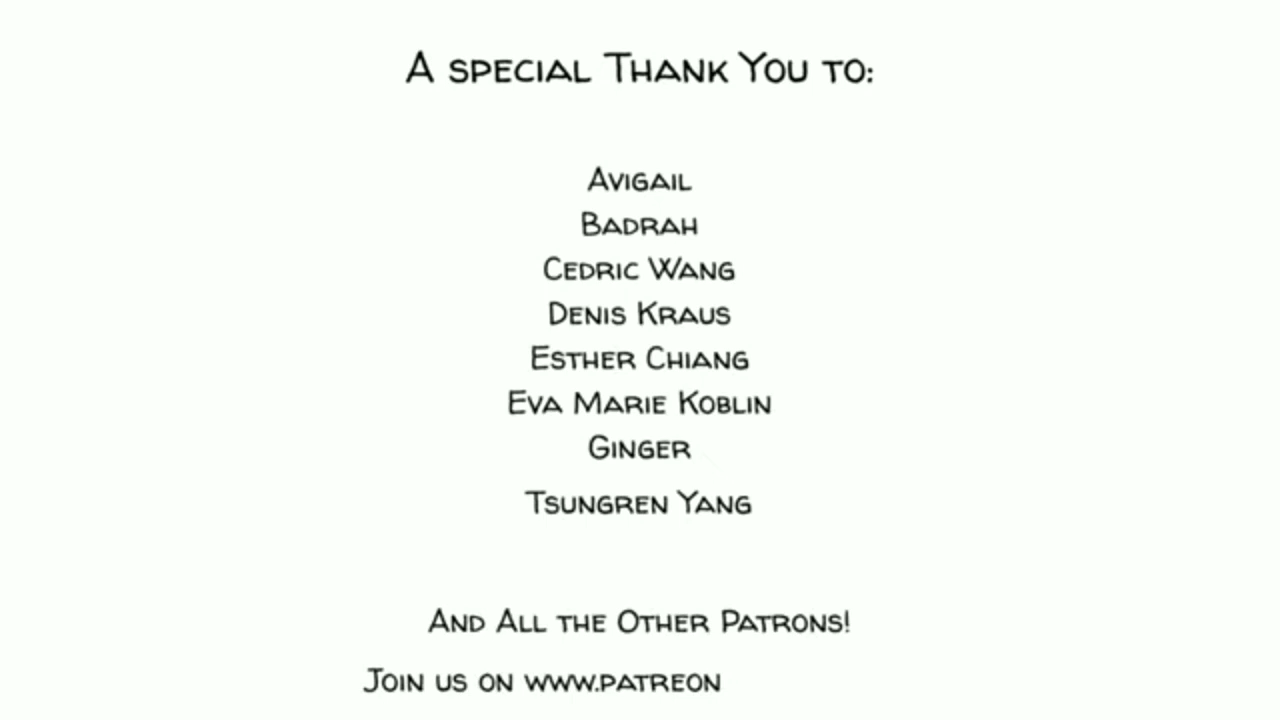 A special Thank You to:
Avigail
Badrah
Cedric Wang
Denis Kraus
Esther Chiang
Eva Marie Koblin
Ginger
Tsungren Yang
And All the Other Patrons!
Join us on www.patreon